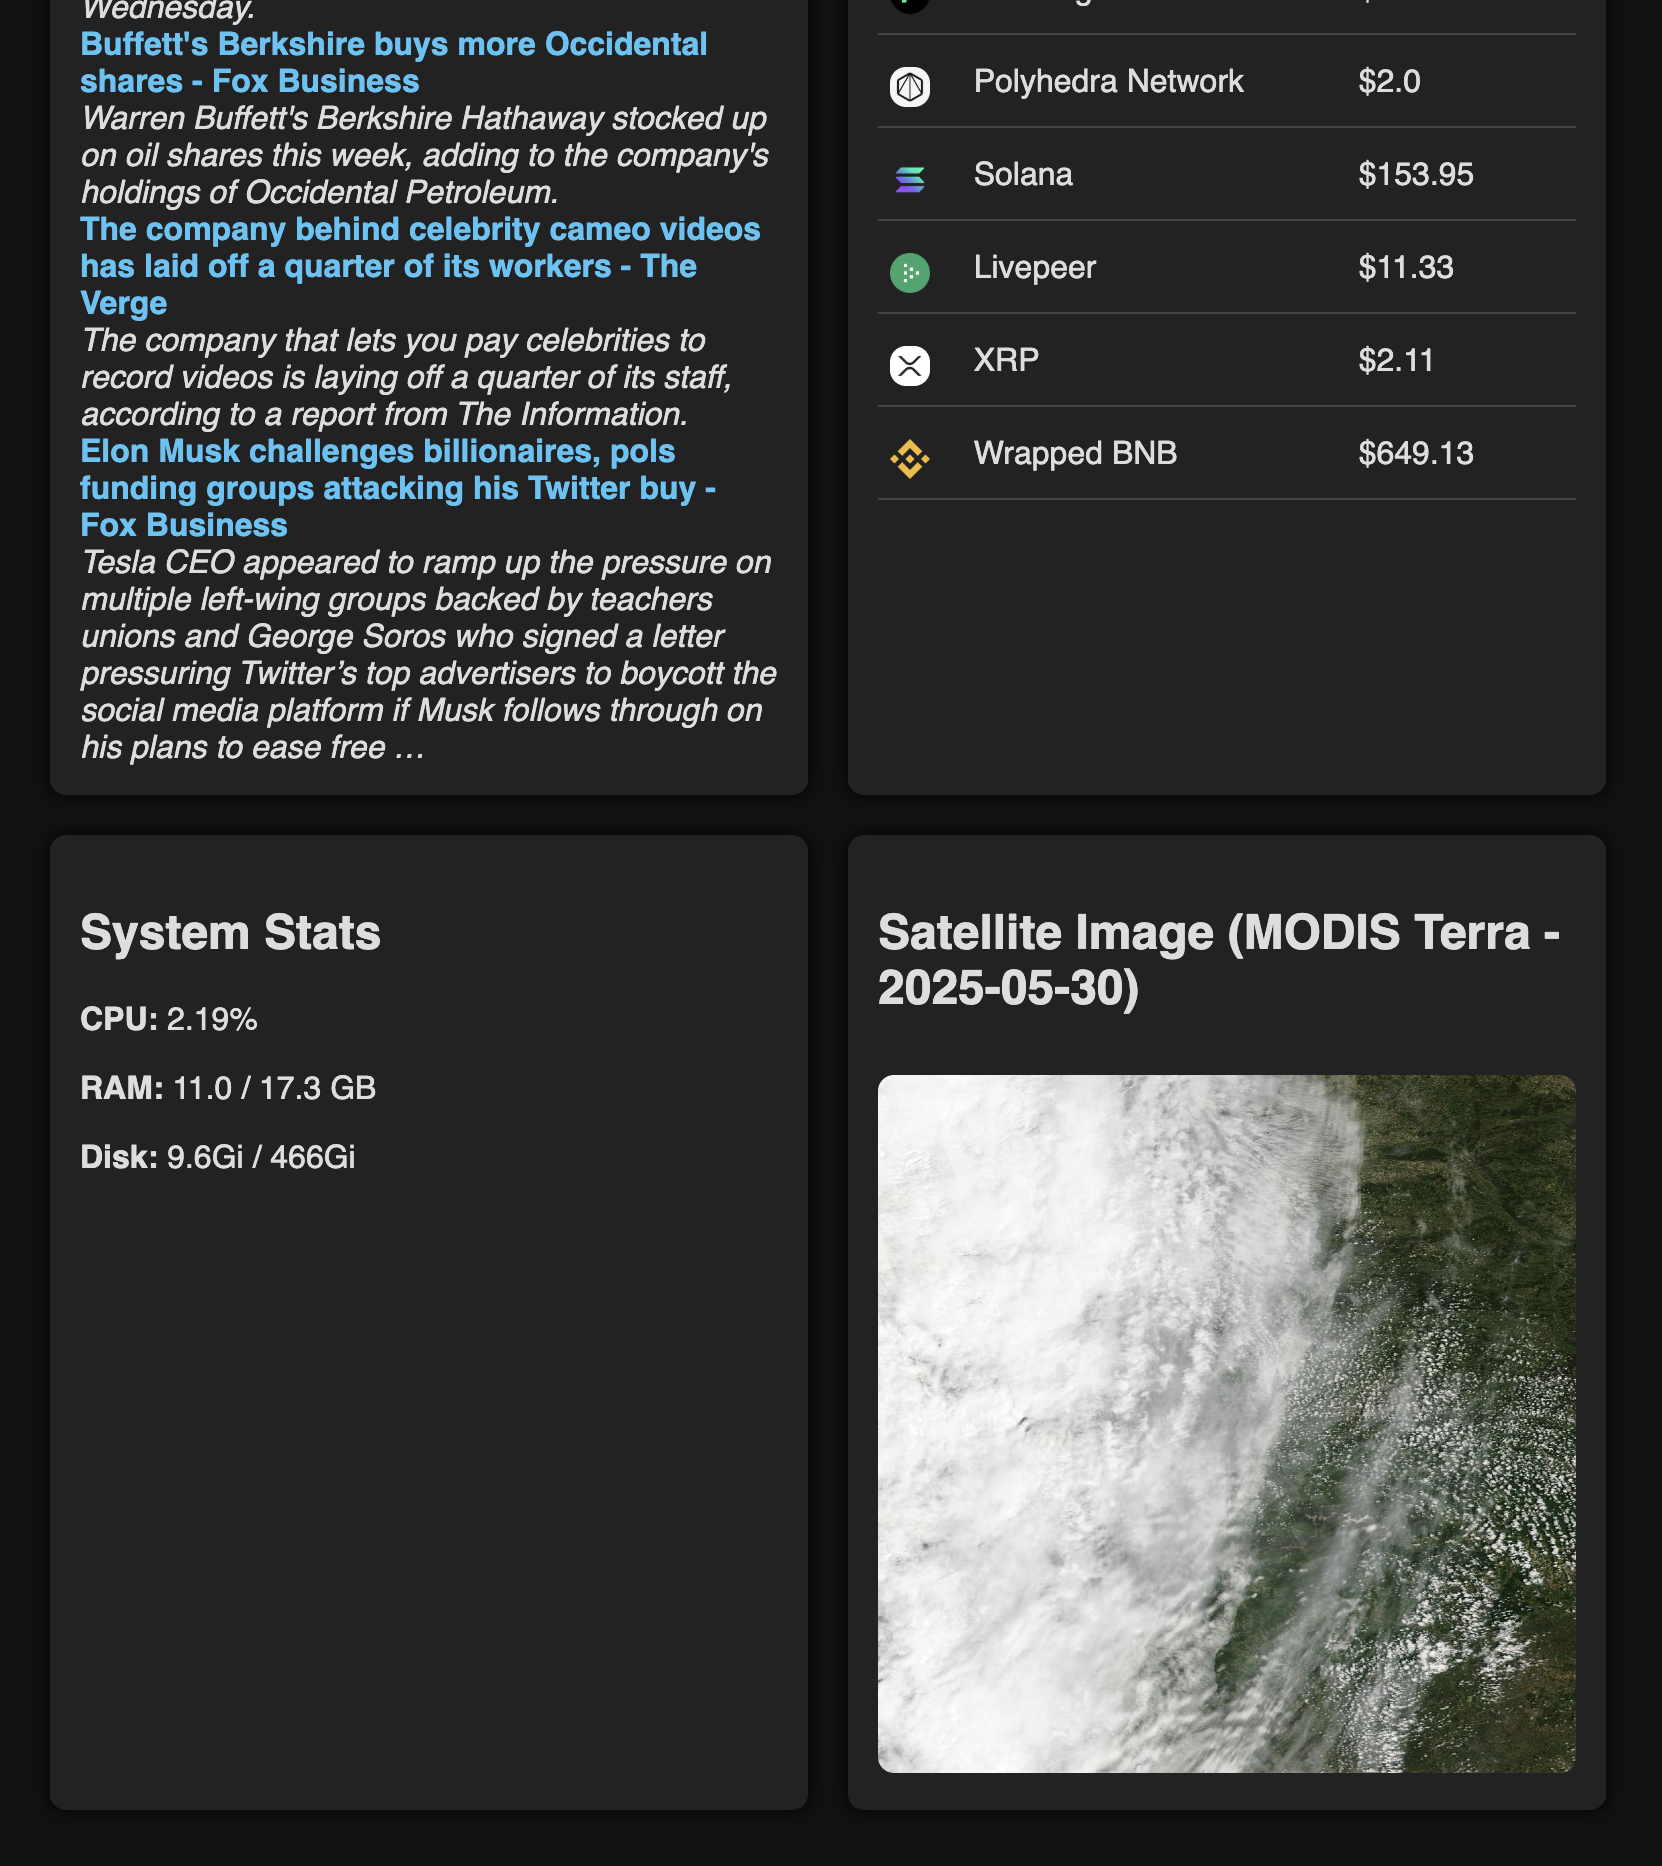 Wednesday.
Buffett's Berkshire buys more Occidental
shares - Fox Business
Warren Buffett's Berkshire Hathaway stocked up
on oil shares this week, adding to the company's
holdings of Occidental Petroleum.
The company behind celebrity cameo videos
has laid off a quarter of its workers - The
Verge
The company that lets you pay celebrities to
record videos is laying off a quarter of its staff,
according to a report from The Information.
Elon Musk challenges billionaires, pols
funding groups attacking his Twitter buy -
Fox Business
Tesla CEO appeared to ramp up the pressure on
multiple left-wing groups backed by teachers
unions and George Soros who signed a letter
pressuring Twitter’s top advertisers to boycott the
social media platform if Musk follows through on
his plans to ease free …
Polyhedra Network $2.0
Solana $153.95
Livepeer $11.33
XRP $2.11
Wrapped BNB $649.13
System Stats
CPU: 2.19%
RAM: 11.0 / 17.3 GB
Disk: 9.6Gi / 466Gi
Satellite Image (MODIS Terra -
2025-05-30)